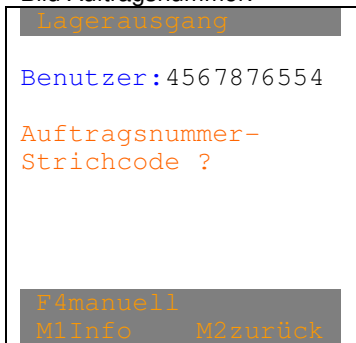 Bild Auftragsnummer:
Lagerausgang
Benutzer:4567876554
Auftragsnummer-
Strichcode ?
F4manuell
M1Info M2zurück